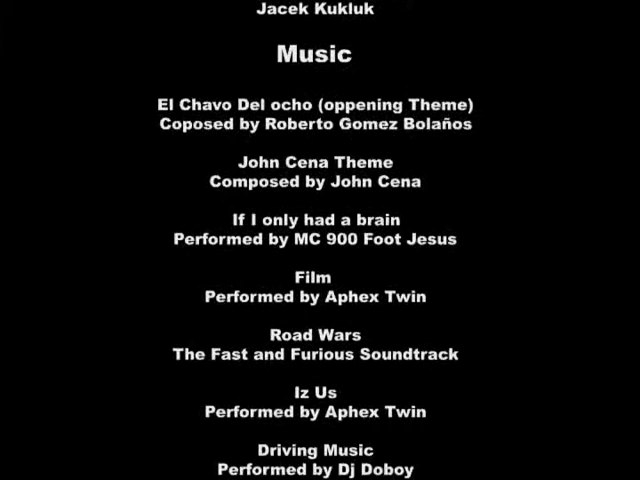 Jacek Kukluk
Music
El Chavo Del ocho (oppening Theme)
Coposed by Roberto Gomez Bolaños
John Cena Theme
Composed by John Cena
If I only had a brain
Performed by MC 900 Foot Jesus
Film
Performed by Aphex Twin
Road Wars
The Fast and Furious Soundtrack
Iz Us
Performed by Aphex Twin
Driving Music
Performed by Dj Doboy